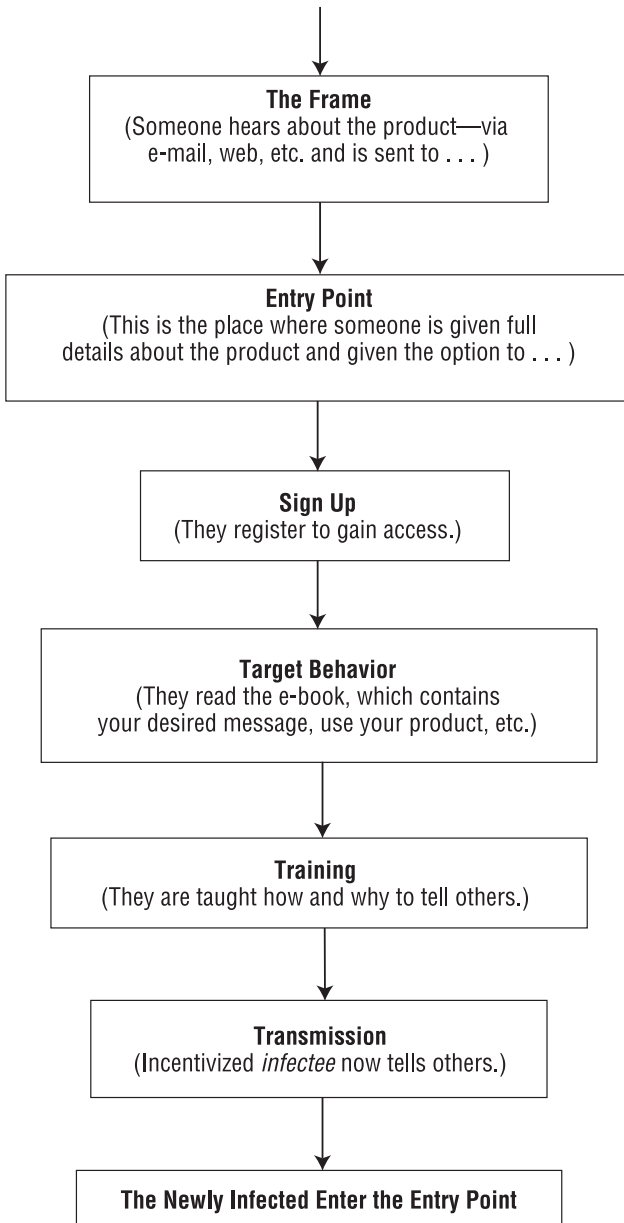 The Frame
(Someone hears about the product—via
e-mail, web, etc. and is sent to . . . )
Entry Point
(This is the place where someone is given full
details about the product and given the option to . . . )
Sign Up
(They register to gain access.)
Target Behavior
(They read the e-book, which contains
your desired message, use your product, etc.)
Training
(They are taught how and why to tell others.)
Transmission
(Incentivized infectee now tells others.)
The Newly Infected Enter the Entry Point